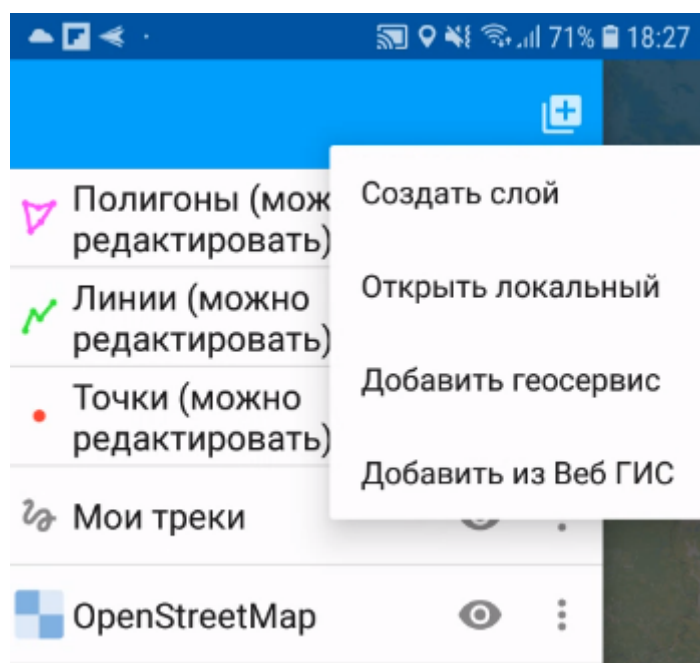 71% 18:27
Полигоны (мож
редактировать)
Линии (можно
редактировать)
Точки (можно
редактировать)
Мои треки
OpenStreetMap
Создать слой
Открыть локальный
Добавить геосервис
Добавить из Веб ГИС